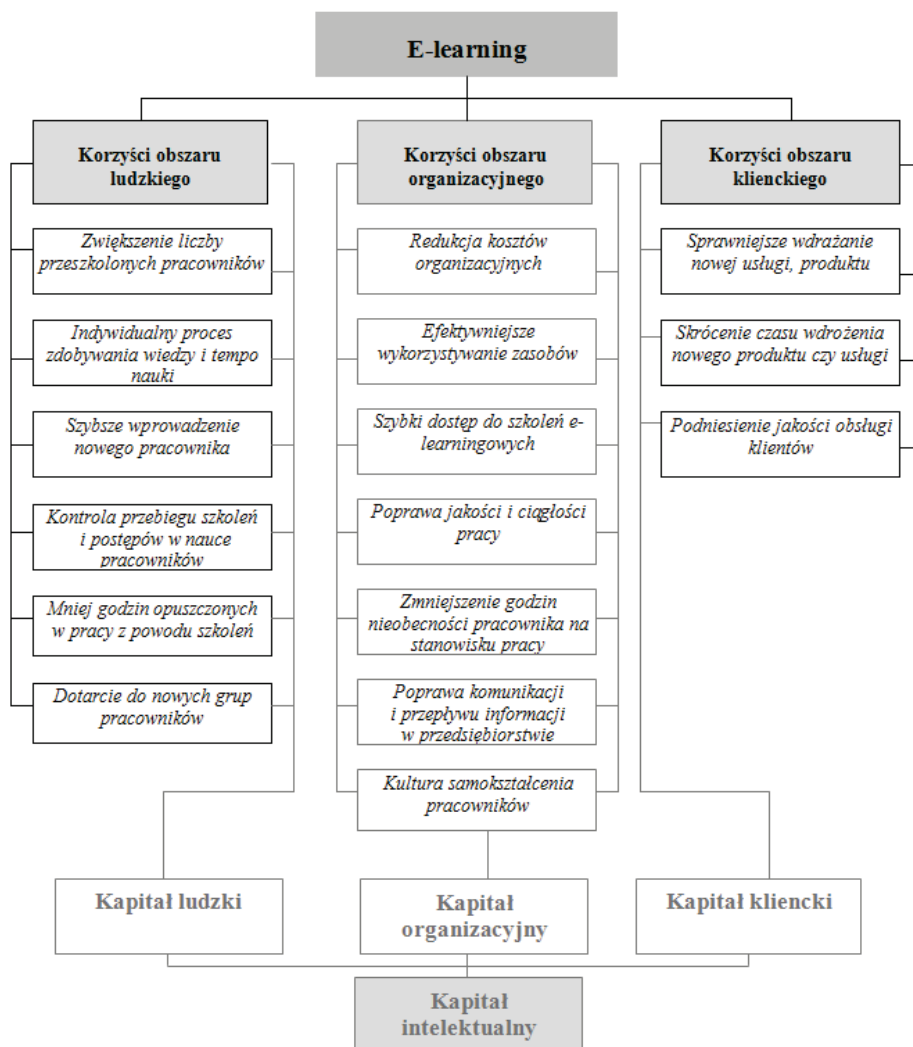 E-learning
Korzyści obszaru
ludzkiego
Zwiększenie liczby
przeszkolonych pracowników
Indywidualny proces
zdobywania wiedzy i tempo
nauki
Szybsze wprowadzenie
nowego pracownika
Kontrola przebiegu szkoleń
i postępów w nauce
pracowników
Mniej godzin opuszczonych
w pracy z powodu szkoleń
Dotarcie do nowych grup
pracowników
Korzyści obszaru
organizacyjnego
Redukcja kosztów
organizacyjnych
Efektywniejsze
wykorzystywanie zasobów
Szybki dostęp do szkoleń e-
learningowych
Poprawa jakości i ciągłości
pracy
Zmniejszenie godzin
nieobecności pracownika na
stanowisku pracy
Poprawa komunikacji
i przepływu informacji
w przedsiębiorstwie
Kultura samokształcenia
pracowników
Korzyści obszaru
klienckiego
Sprawniejsze wdrażanie
nowej usługi, produktu
Skrócenie czasu wdrożenia
nowego produktu czy usługi
Podniesienie jakości obsługi
klientów
Kapitał ludzki
Kapitał
organizacyjny
Kapitał kliencki
Kapitał
intelektualny